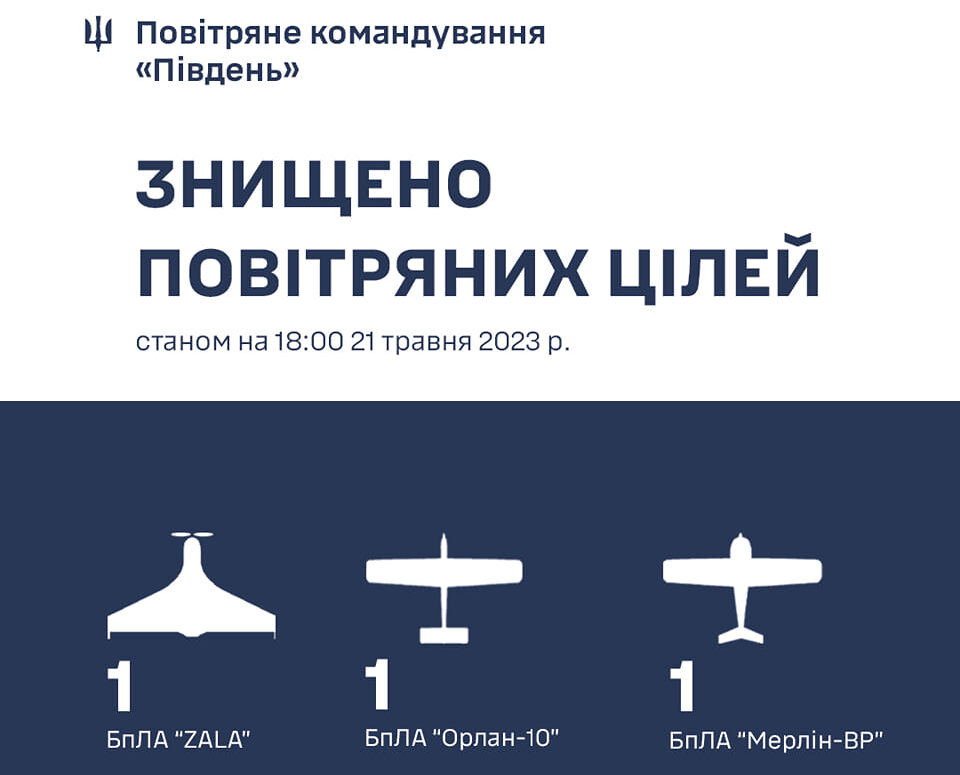 Повітряне командування
«Південь»
ЗНИЩЕНО
ПОВІТРЯНИХ ЦІЛЕЙ
станом на 18:00 21 травня 2023 р.
1
БпЛА “ZALA”
1
БпЛА “Орлан-10”
1
БпЛА “Мерлін-ВР”